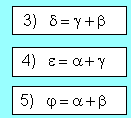 3) δ = γ + β
4) ε = α + γ
5) φ = α + β